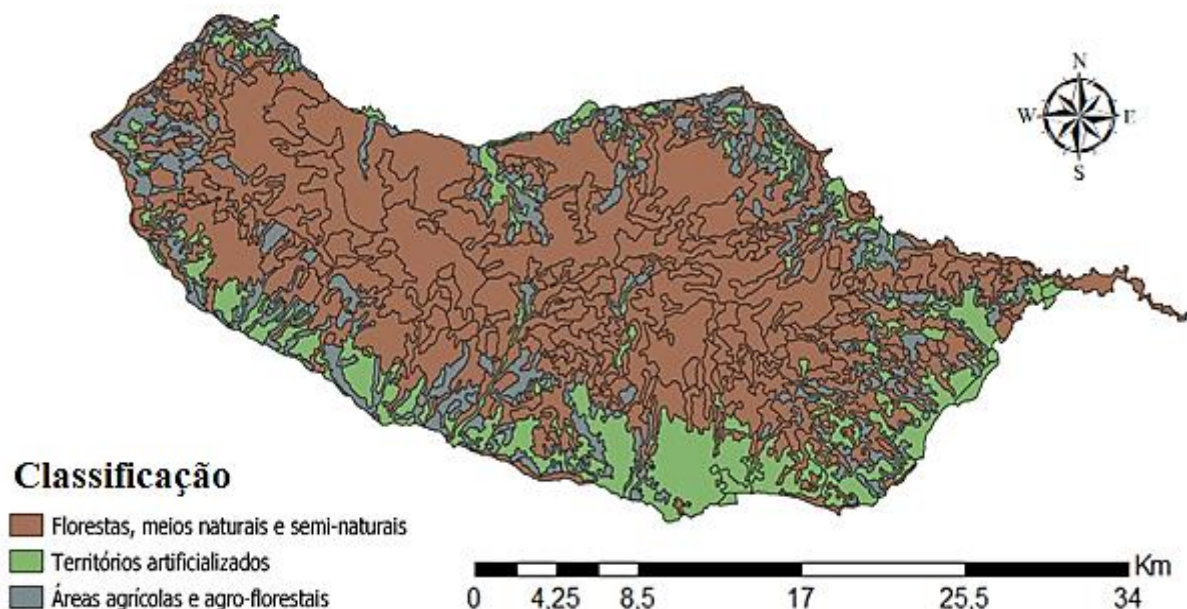 N
W E
S
Classificação
Florestas, meios naturais e semi-naturais
Territórios artificializados
Áreas agrícolas e agro-florestais
Km
0 4,25 8,5 17 25,5 34